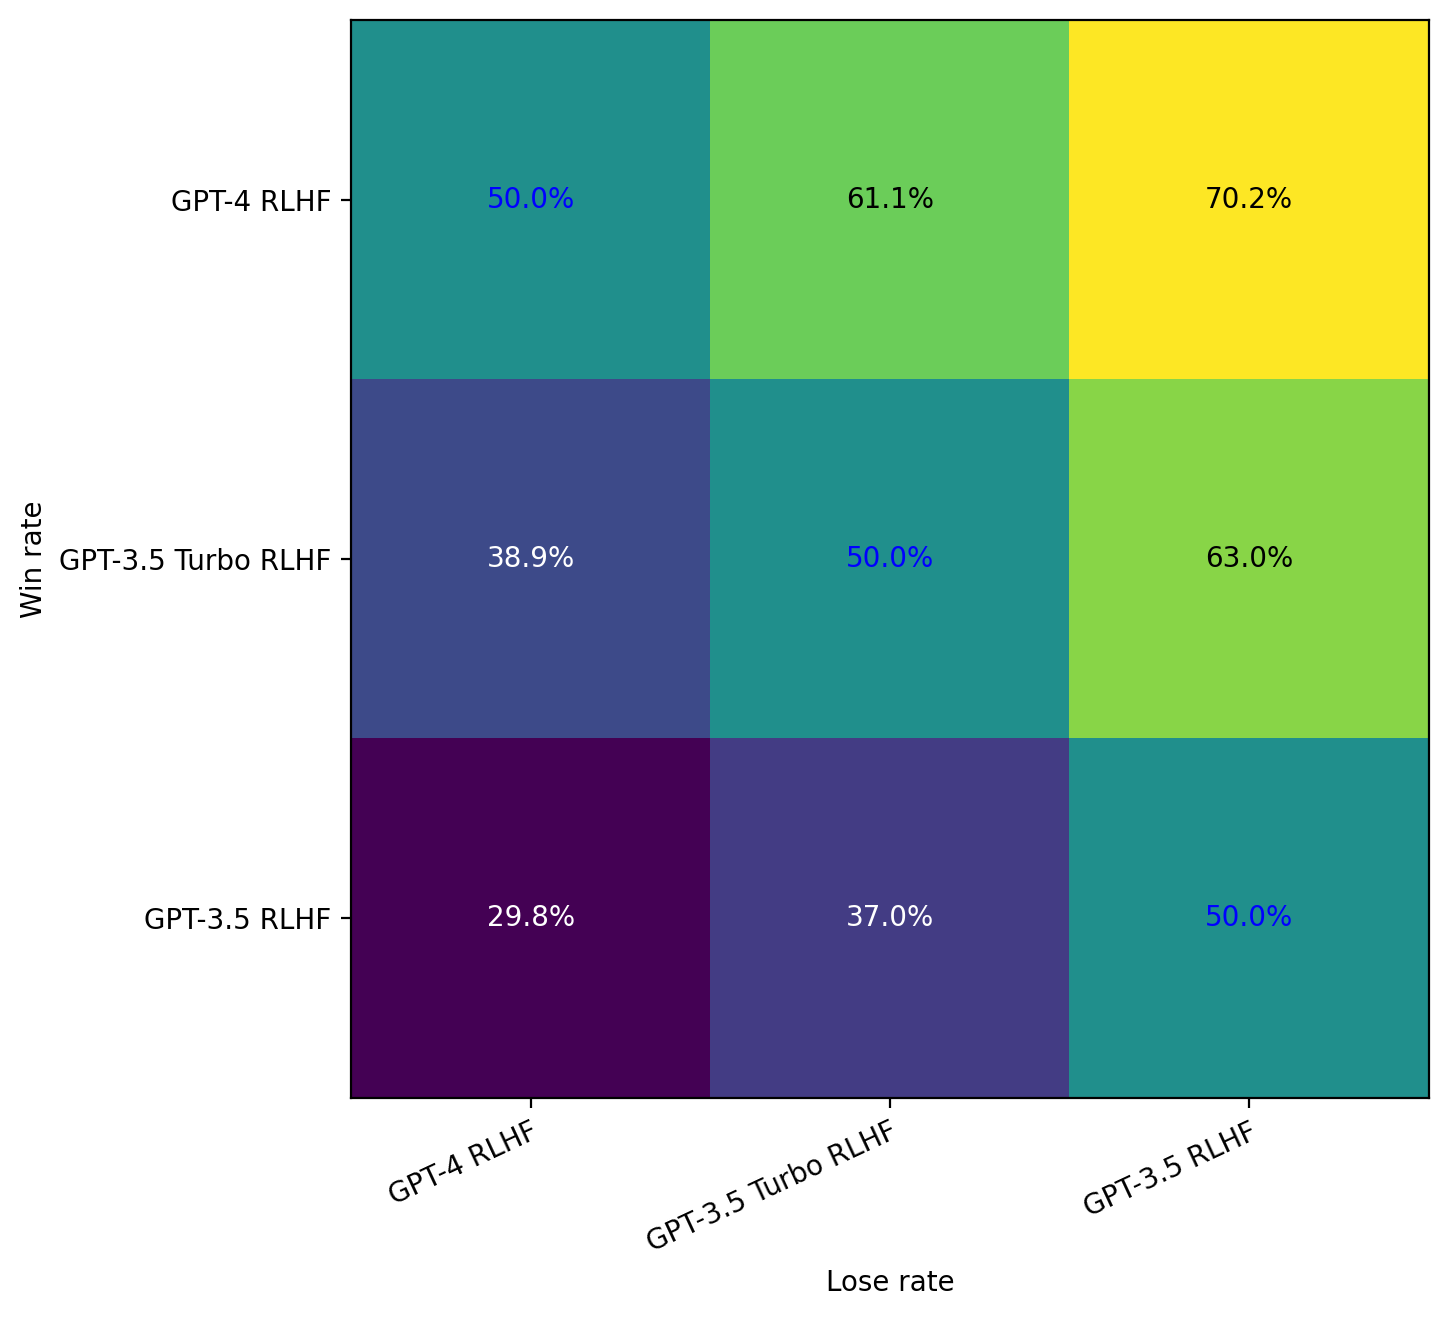 GPT-4 RLHF
50.0%
61.1%
70.2%
Win rate
GPT-3.5 Turbo RLHF
38.9%
50.0%
63.0%
GPT-3.5 RLHF
29.8%
37.0%
50.0%
GPT-4 RLHF
GPT-3.5 Turbo RLHF
GPT-3.5 RLHF
Lose rate